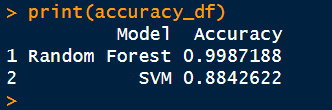 > print(accuracy_df)
Model Accuracy
1 Random Forest 0.9987188
2 SVM 0.8842622
>